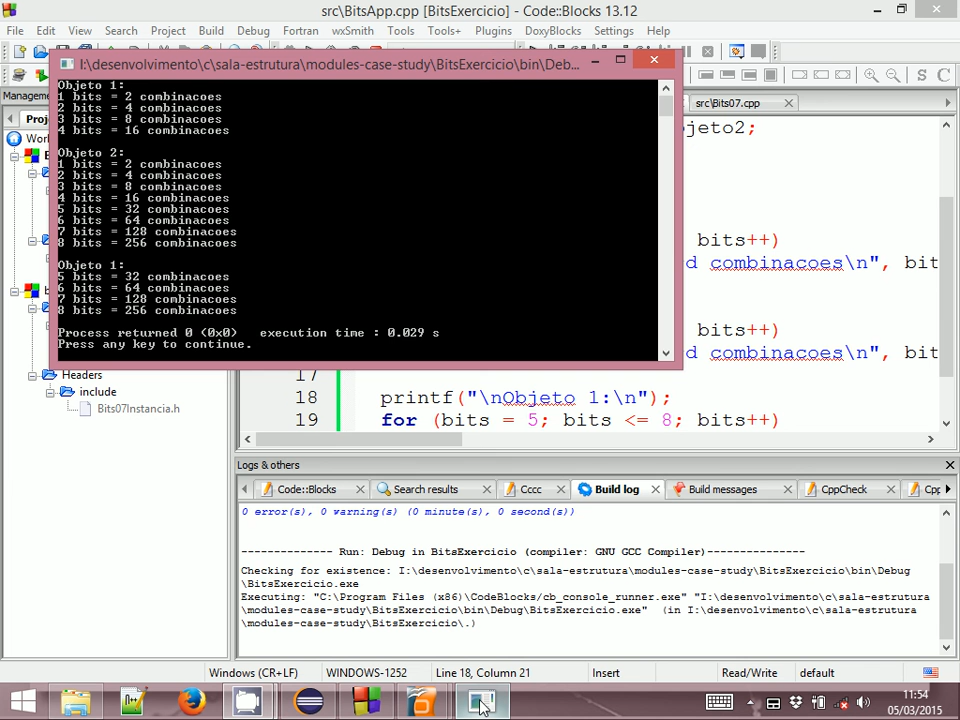 src\BitsApp.cpp [BitsExercicio] - Code::Blocks 13.12
File Edit View Search Project Build Debug Fortran wxSmith Tools Tools+ Plugins DoxyBlocks Settings Help
I:\desenvolvimento\c\sala-estrutura\modules-case-study\BitsExercicio\bin\Deb...
Objeto 1:
1 bits = 2 combinacoes
2 bits = 4 combinacoes
3 bits = 8 combinacoes
4 bits = 16 combinacoes
Objeto 2:
1 bits = 2 combinacoes
2 bits = 4 combinacoes
3 bits = 8 combinacoes
4 bits = 16 combinacoes
5 bits = 32 combinacoes
6 bits = 64 combinacoes
7 bits = 128 combinacoes
8 bits = 256 combinacoes
Objeto 1:
5 bits = 32 combinacoes
6 bits = 64 combinacoes
7 bits = 128 combinacoes
8 bits = 256 combinacoes
Process returned 0 (0x0)   execution time : 0.029 s
Press any key to continue.
S C
Manageme
Proj
Work
Headers
include
Bits07Instancia.h
src\Bits07.cpp
jeto2;
bits++)
d combinacoes\n", bit
bits++)
d combinacoes\n", bit
17
18 printf("\nObjeto 1:\n");
19 for (bits = 5; bits <= 8; bits++)
Logs & others
Code::Blocks Search results Cccc Build log Build messages CppCheck Cpp
0 error(s), 0 warning(s) (0 minute(s), 0 second(s))
-------------- Run: Debug in BitsExercicio (compiler: GNU GCC Compiler)---------------
Checking for existence: I:\desenvolvimento\c\sala-estrutura\modules-case-study\BitsExercicio\bin\Debug
\BitsExercicio.exe
Executing: "C:\Program Files (x86)\CodeBlocks/cb_console_runner.exe" "I:\desenvolvimento\c\sala-estrutura
\modules-case-study\BitsExercicio\bin\Debug\BitsExercicio.exe"  (in I:\desenvolvimento\c\sala-estrutura
\modules-case-study\BitsExercicio\.)
Windows (CR+LF) WINDOWS-1252 Line 18, Column 21 Insert Read/Write default
11:54
05/03/2015